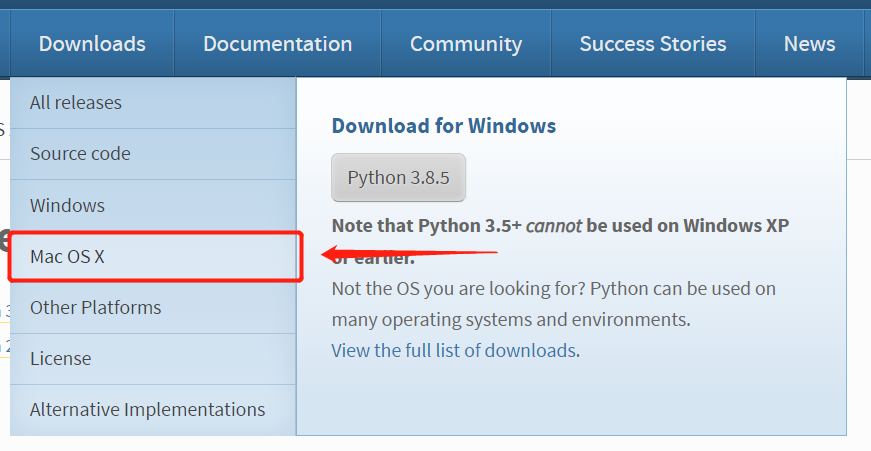 Downloads
Documentation
Community
Success Stories
News
All releases
Source code
Windows
Mac OS X
Other Platforms
License
Alternative Implementations
Download for Windows
Python 3.8.5
Note that Python 3.5+ cannot be used on Windows XP
or earlier.
Not the OS you are looking for? Python can be used on
many operating systems and environments.
View the full list of downloads.